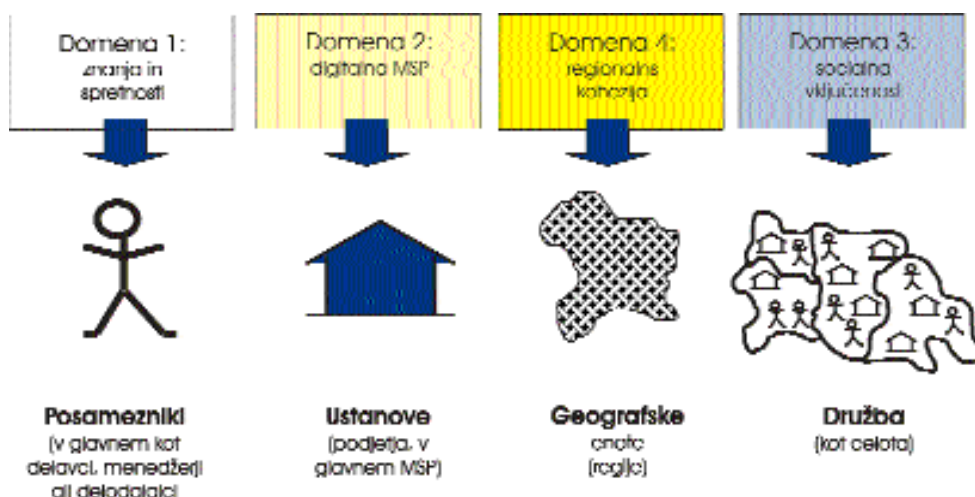 Domena 1:
znanja in
spretnosti
Domena 2:
digitalna MSP
Domena 4:
regionalns
kohezija
Domena 3:
socialna
vključenost
Posamezniki
(v glavnem kot
delavci, menedžerji
ali delodajalci
Ustanove
(podjetja, v
glavnem MSP)
Geografske
enote
(regije)
Družba
(kot celota)